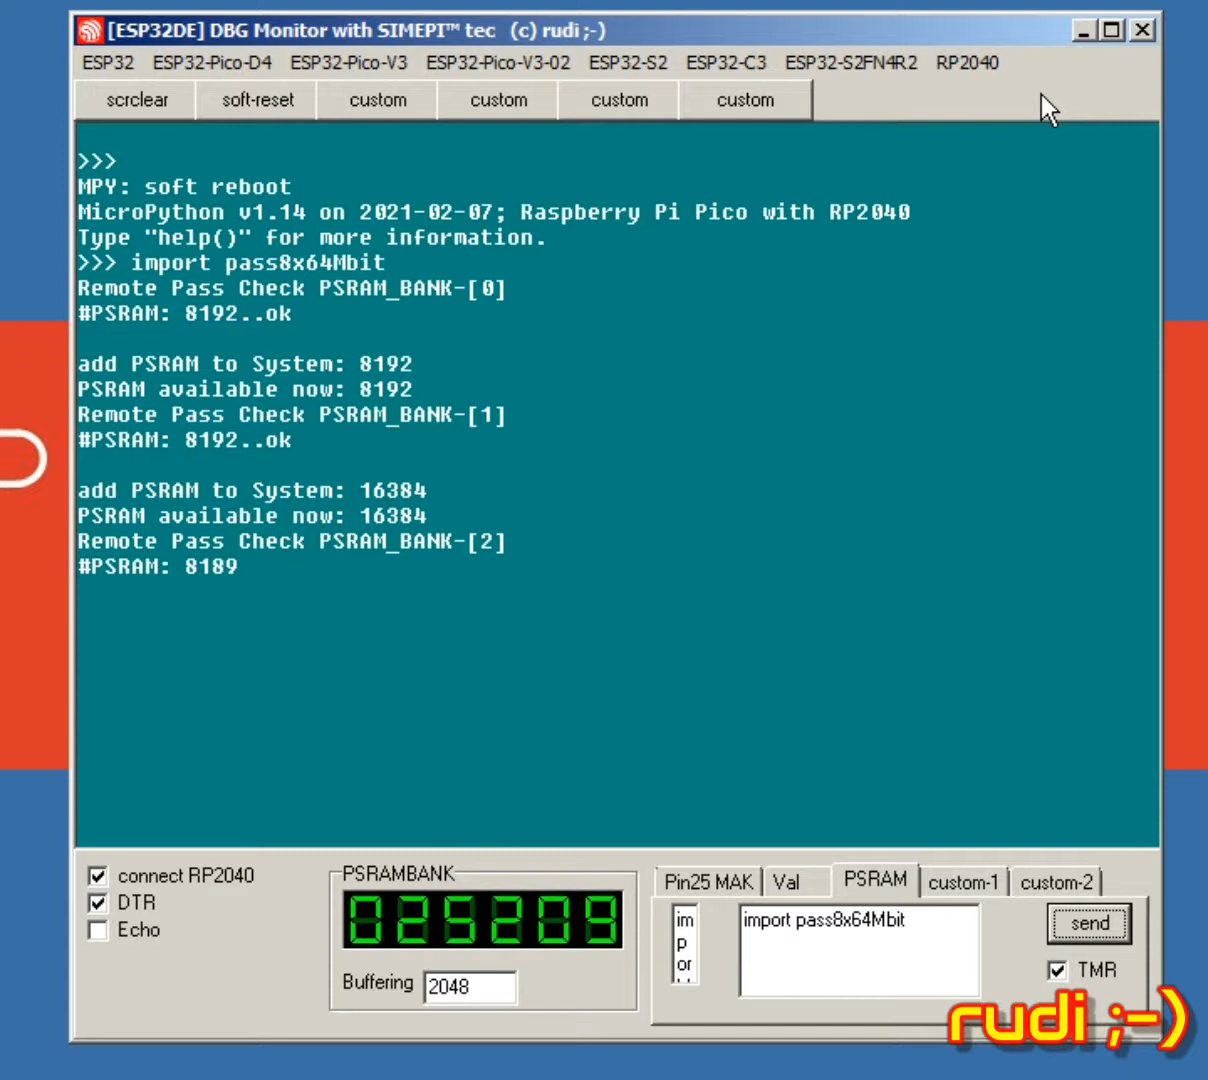 [ESP32DE] DBG Monitor with SIMEPI™ tec (c) rudi ;-)
ESP32 ESP32-Pico-D4 ESP32-Pico-V3 ESP32-Pico-V3-02 ESP32-S2 ESP32-C3 ESP32-S2FN4R2 RP2040
scrclear soft-reset custom custom custom custom
>>>
MPY: soft reboot
MicroPython v1.14 on 2021-02-07; Raspberry Pi Pico with RP2040
Type "help()" for more information.
>>> import pass8x64Mbit
Remote Pass Check PSRAM_BANK-[0]
#PSRAM: 8192..ok
add PSRAM to System: 8192
PSRAM available now: 8192
Remote Pass Check PSRAM_BANK-[1]
#PSRAM: 8192..ok
add PSRAM to System: 16384
PSRAM available now: 16384
Remote Pass Check PSRAM_BANK-[2]
#PSRAM: 8189
connect RP2040
DTR
Echo
PSRAMBANK
025209
Buffering 2048
Pin25 MAK Val PSRAM custom-1 custom-2
im
p
or
import pass8x64Mbit
send
TMR
rudi ;-)